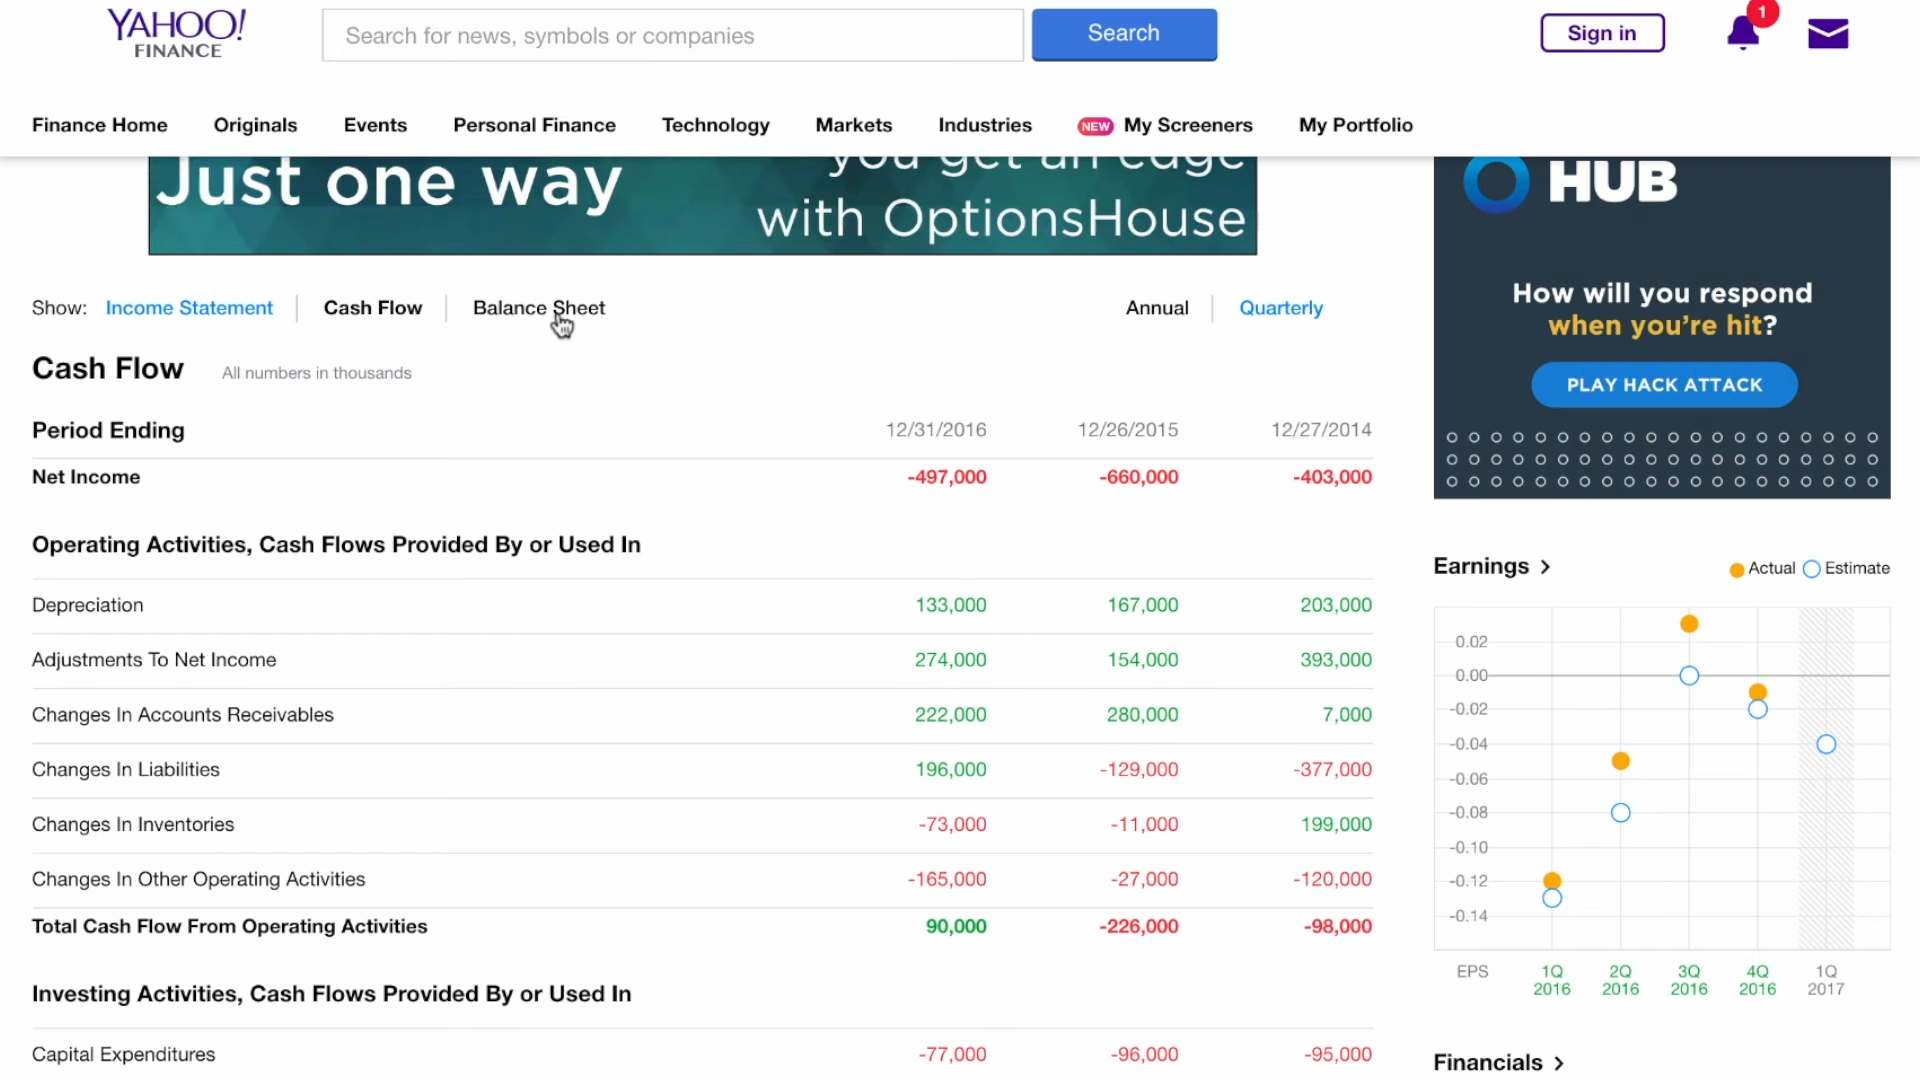 YAHOO!
FINANCE
Search for news, symbols or companies
Search
Sign in
1
Finance Home Originals Events Personal Finance Technology Markets Industries NEW My Screeners My Portfolio
Just one way
you get an edge
with OptionsHouse
HUB
How will you respond
when you're hit?
PLAY HACK ATTACK
Show: Income Statement Cash Flow Balance Sheet Annual Quarterly
Cash Flow All numbers in thousands
Period Ending 12/31/2016 12/26/2015 12/27/2014
Net Income -497,000 -660,000 -403,000
Operating Activities, Cash Flows Provided By or Used In
Depreciation 133,000 167,000 203,000
Adjustments To Net Income 274,000 154,000 393,000
Changes In Accounts Receivables 222,000 280,000 7,000
Changes In Liabilities 196,000 -129,000 -377,000
Changes In Inventories -73,000 -11,000 199,000
Changes In Other Operating Activities -165,000 -27,000 -120,000
Total Cash Flow From Operating Activities 90,000 -226,000 -98,000
Investing Activities, Cash Flows Provided By or Used In
Capital Expenditures -77,000 -96,000 -95,000
Earnings Actual Estimate
0.02
0.00
-0.02
-0.04
-0.06
-0.08
-0.10
-0.12
-0.14
EPS 1Q 2Q 3Q 4Q 1Q
2016 2016 2016 2016 2017
Financials